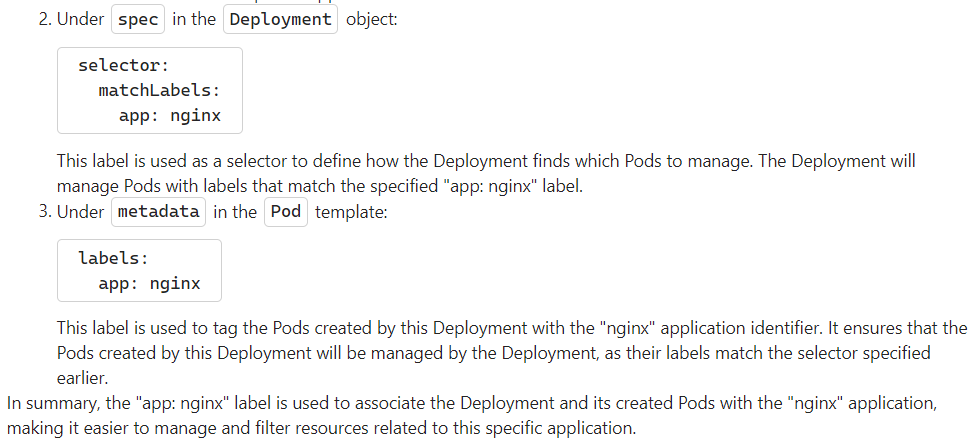 2. Under spec in the Deployment object:
selector:
  matchLabels:
    app: nginx
This label is used as a selector to define how the Deployment finds which Pods to manage. The Deployment will
manage Pods with labels that match the specified "app: nginx" label.
3. Under metadata in the Pod template:
labels:
  app: nginx
This label is used to tag the Pods created by this Deployment with the "nginx" application identifier. It ensures that the
Pods created by this Deployment will be managed by the Deployment, as their labels match the selector specified
earlier.
In summary, the "app: nginx" label is used to associate the Deployment and its created Pods with the "nginx" application,
making it easier to manage and filter resources related to this specific application.